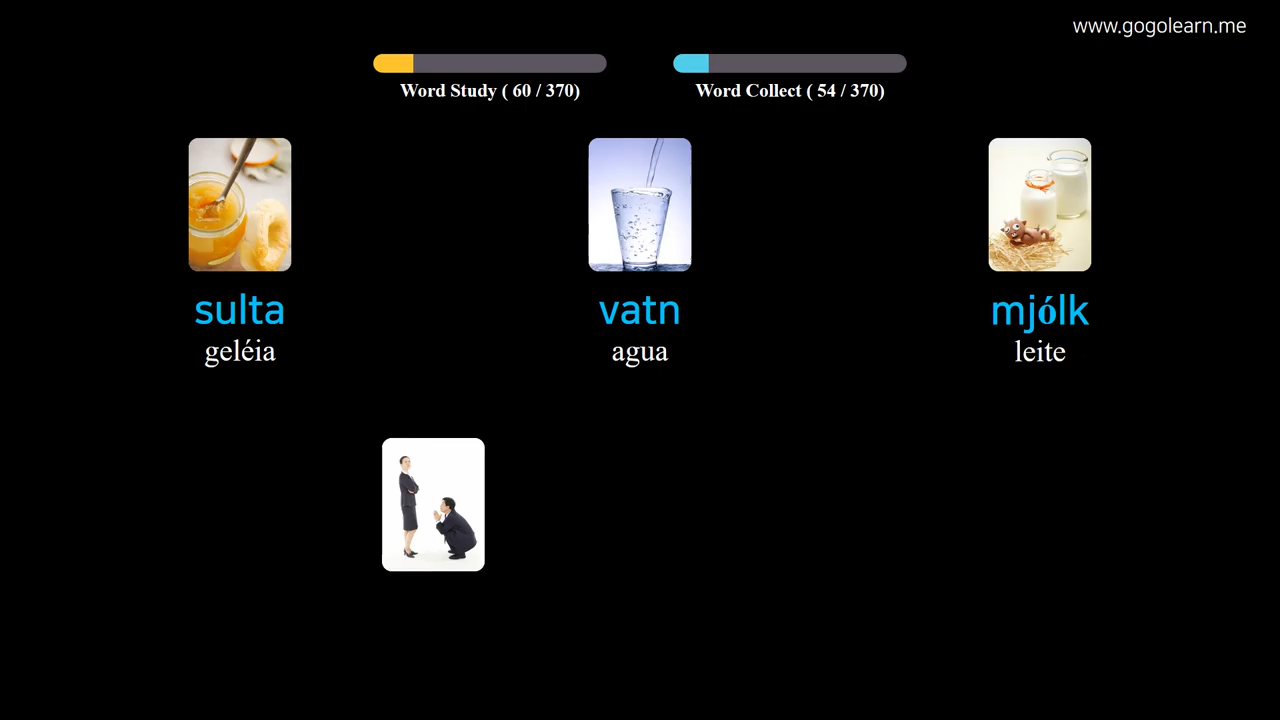 www.gogolearn.me
Word Study ( 60 / 370)
Word Collect ( 54 / 370)
sulta
vatn
mjólk
geléia
agua
leite